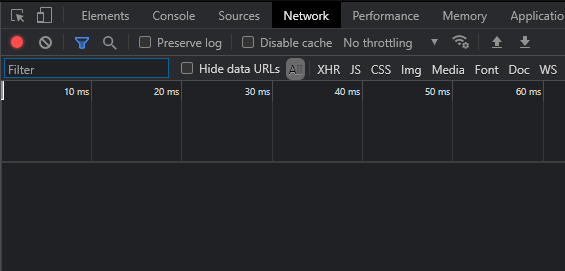 Elements Console Sources Network Performance Memory Applicatio
Preserve log Disable cache No throttling
Filter Hide data URLs All XHR JS CSS Img Media Font Doc WS
10 ms 20 ms 30 ms 40 ms 50 ms 60 ms